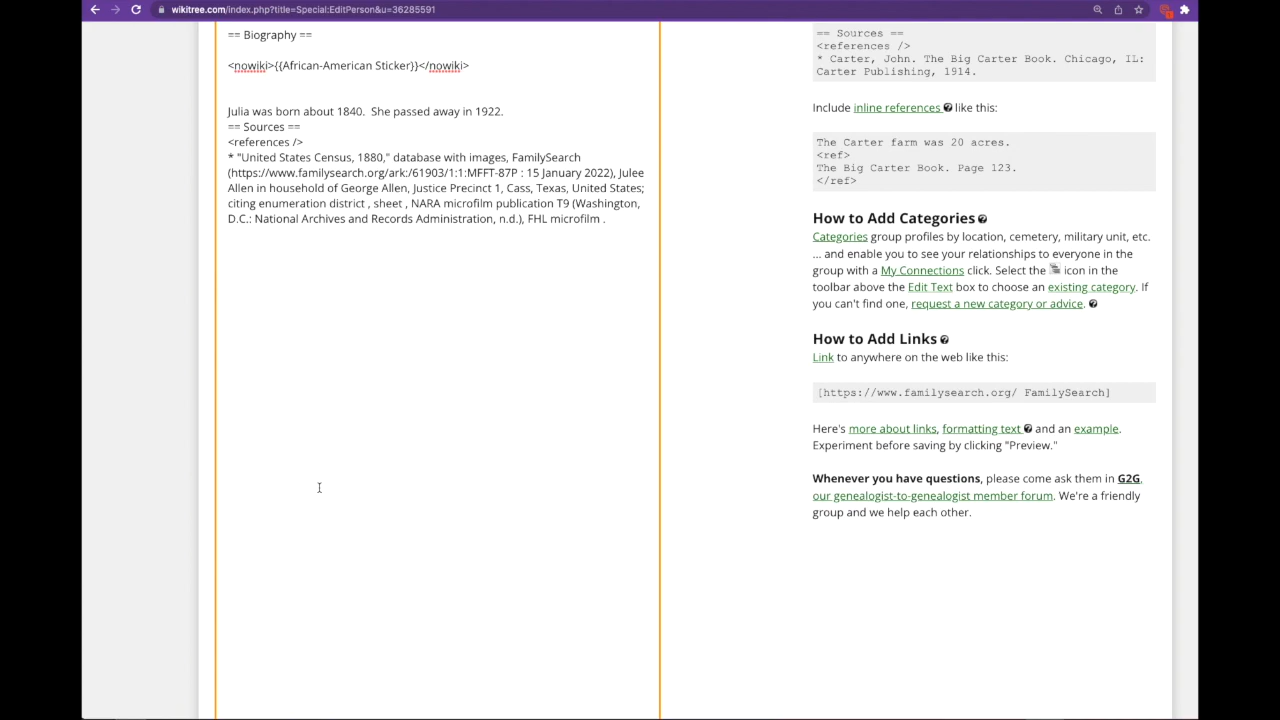 wikitree.com/index.php?title=Special:EditPerson&u=36285591
== Biography ==
<nowiki>{{African-American Sticker}}</nowiki>
Julia was born about 1840.  She passed away in 1922.
== Sources ==
<references />
* "United States Census, 1880," database with images, FamilySearch
(https://www.familysearch.org/ark:/61903/1:1:MFFT-87P : 15 January 2022), Julee
Allen in household of George Allen, Justice Precinct 1, Cass, Texas, United States;
citing enumeration district , sheet , NARA microfilm publication T9 (Washington,
D.C.: National Archives and Records Administration, n.d.), FHL microfilm .
== Sources ==
<references />
* Carter, John. The Big Carter Book. Chicago, IL:
Carter Publishing, 1914.
Include inline references ? like this:
The Carter farm was 20 acres.
<ref>
The Big Carter Book. Page 123.
</ref>
How to Add Categories ?
Categories group profiles by location, cemetery, military unit, etc.
... and enable you to see your relationships to everyone in the
group with a My Connections click. Select the icon in the
toolbar above the Edit Text box to choose an existing category. If
you can't find one, request a new category or advice. ?
How to Add Links ?
Link to anywhere on the web like this:
[https://www.familysearch.org/ FamilySearch]
Here's more about links, formatting text ? and an example.
Experiment before saving by clicking "Preview."
Whenever you have questions, please come ask them in G2G,
our genealogist-to-genealogist member forum. We're a friendly
group and we help each other.